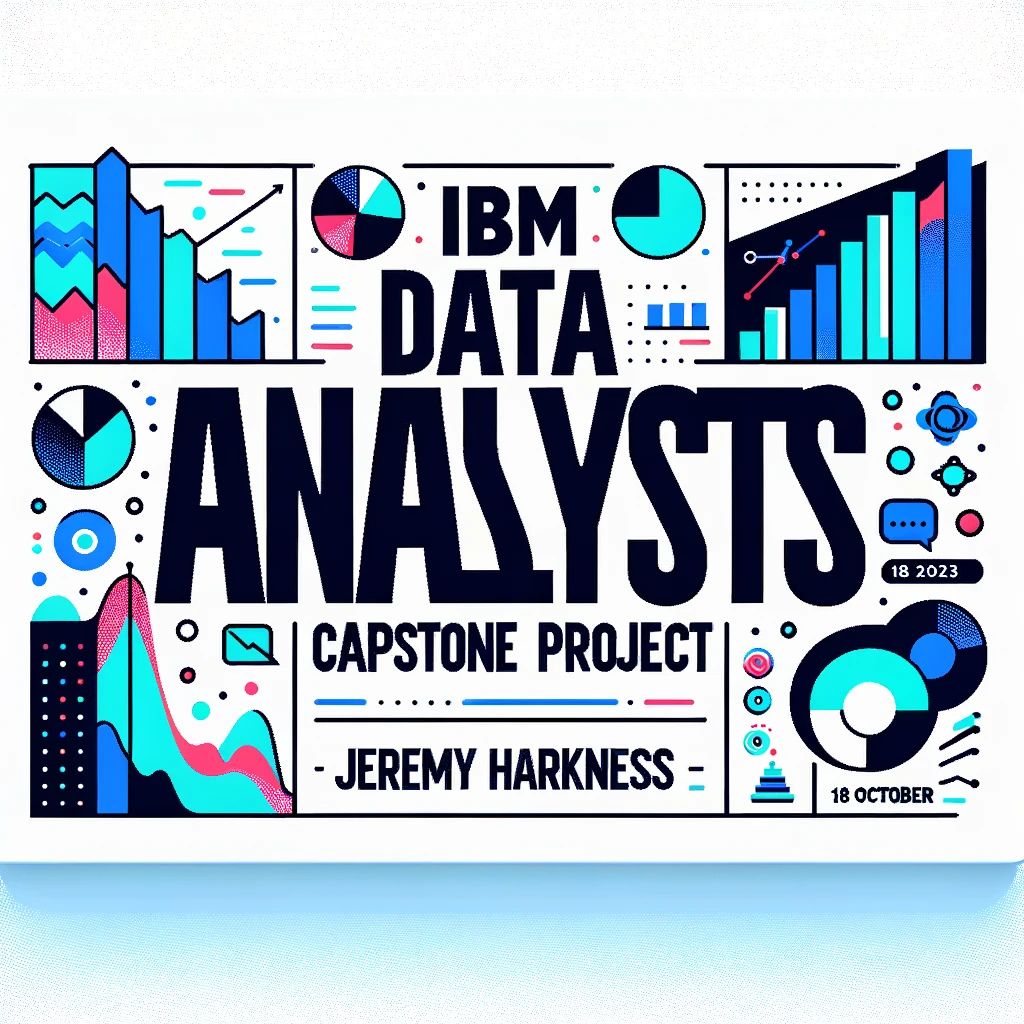 IBM
DATA
ANALYSTS
18 2023
CAPSTONE PROJECT
- JEREMY HARKNESS -
18 OCTOBER